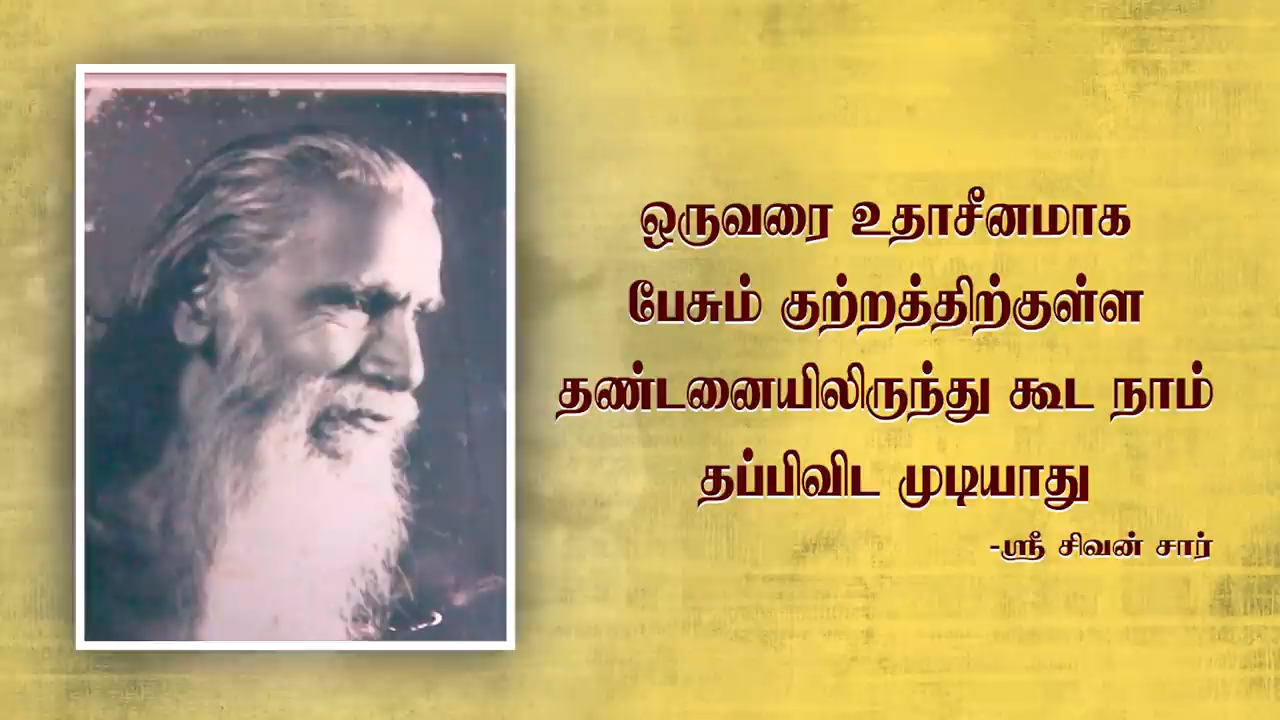 ஒருவரை உதாசீனமாக
பேசும் குற்றத்திற்குள்ள
தண்டனையிலிருந்து கூட நாம்
தப்பிவிட முடியாது
-ஸ்ரீ சிவன் சார்